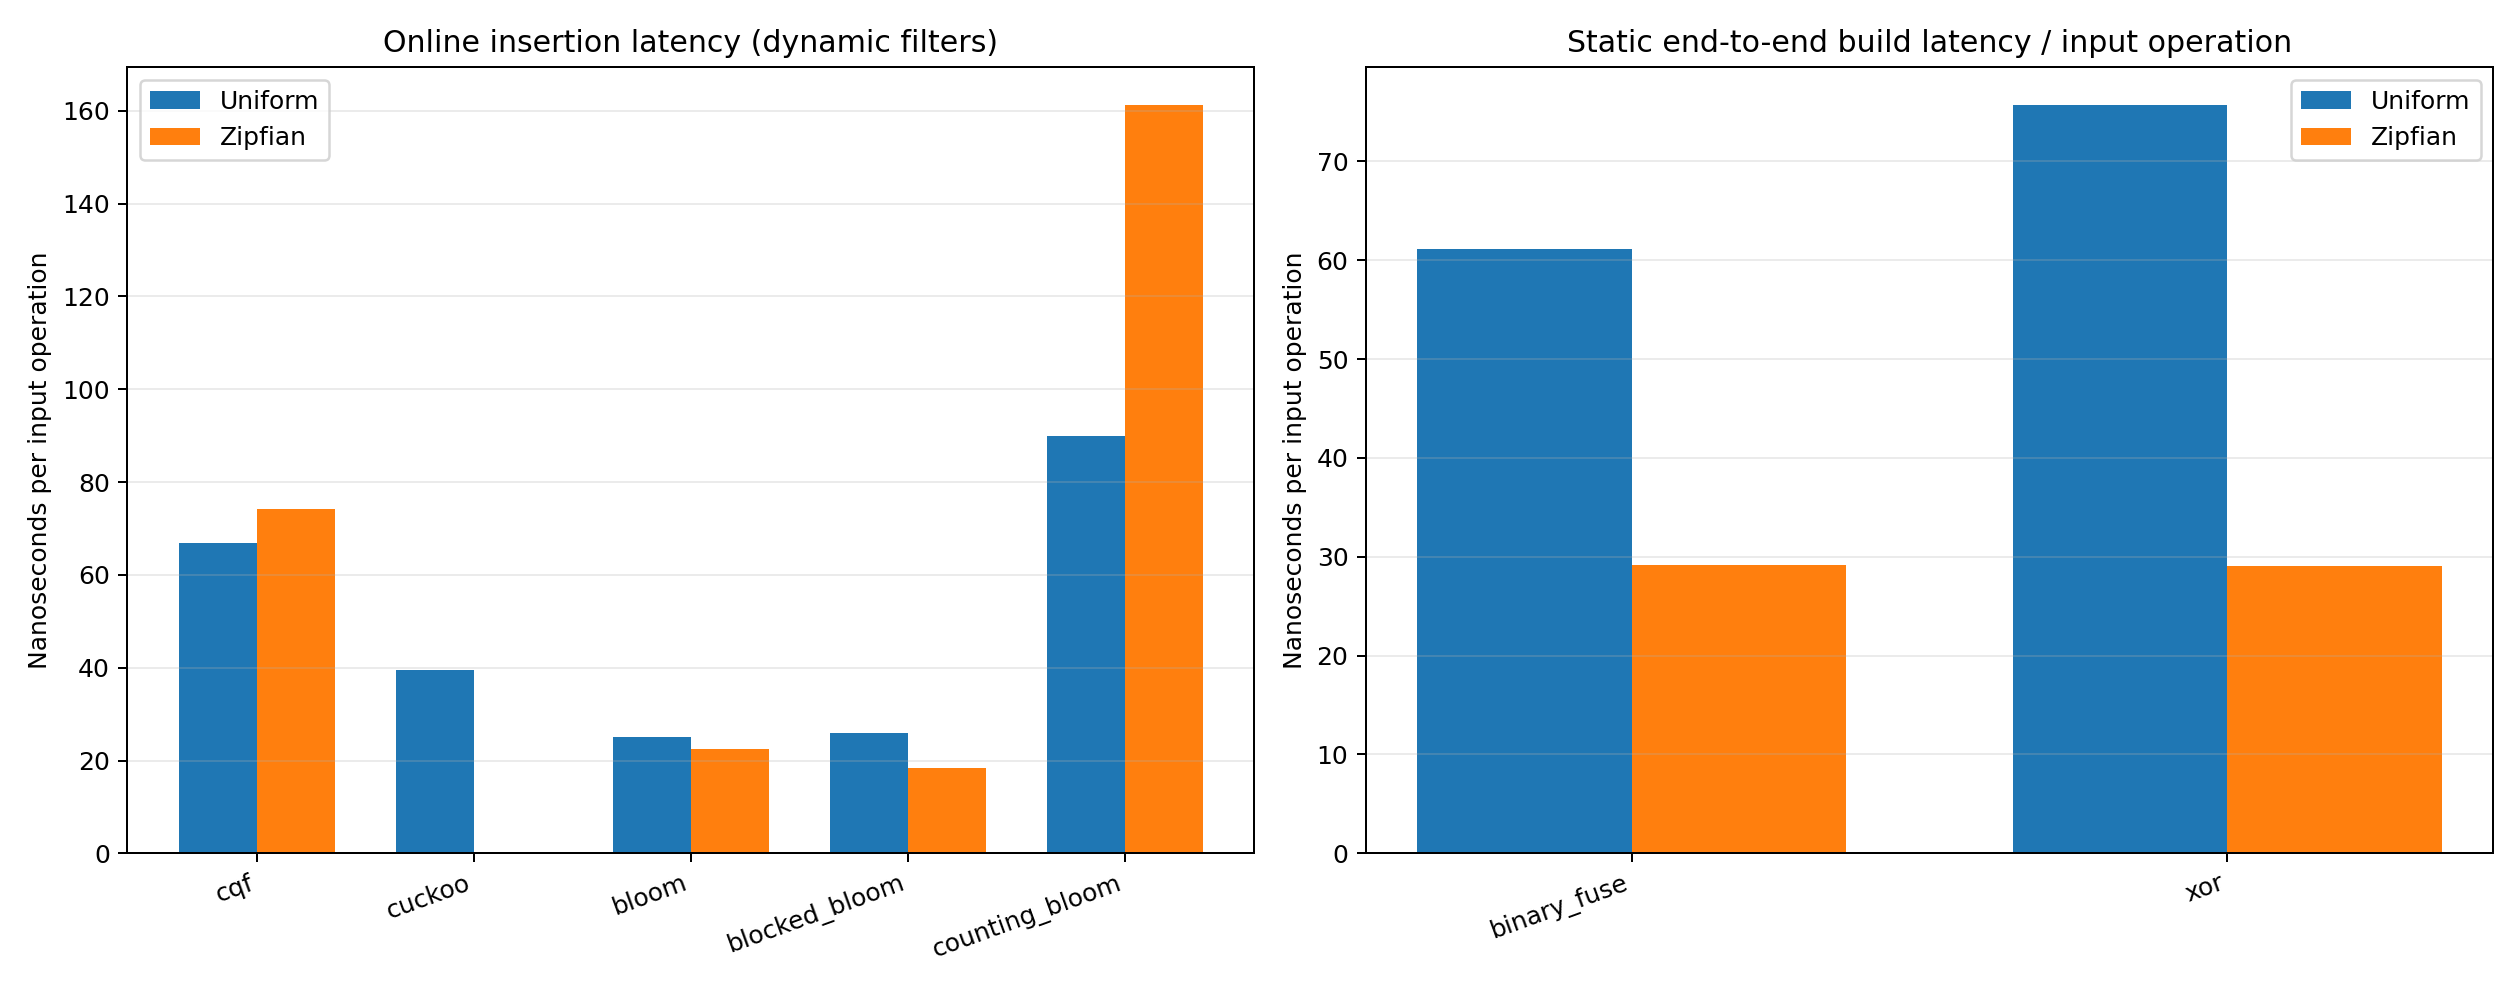 Online insertion latency (dynamic filters)
Nanoseconds per input operation
160
140
120
100
80
60
40
20
0
Uniform
Zipfian
cqf
cuckoo
bloom
blocked_bloom
counting_bloom
Static end-to-end build latency / input operation
Nanoseconds per input operation
70
60
50
40
30
20
10
0
Uniform
Zipfian
binary_fuse
xor